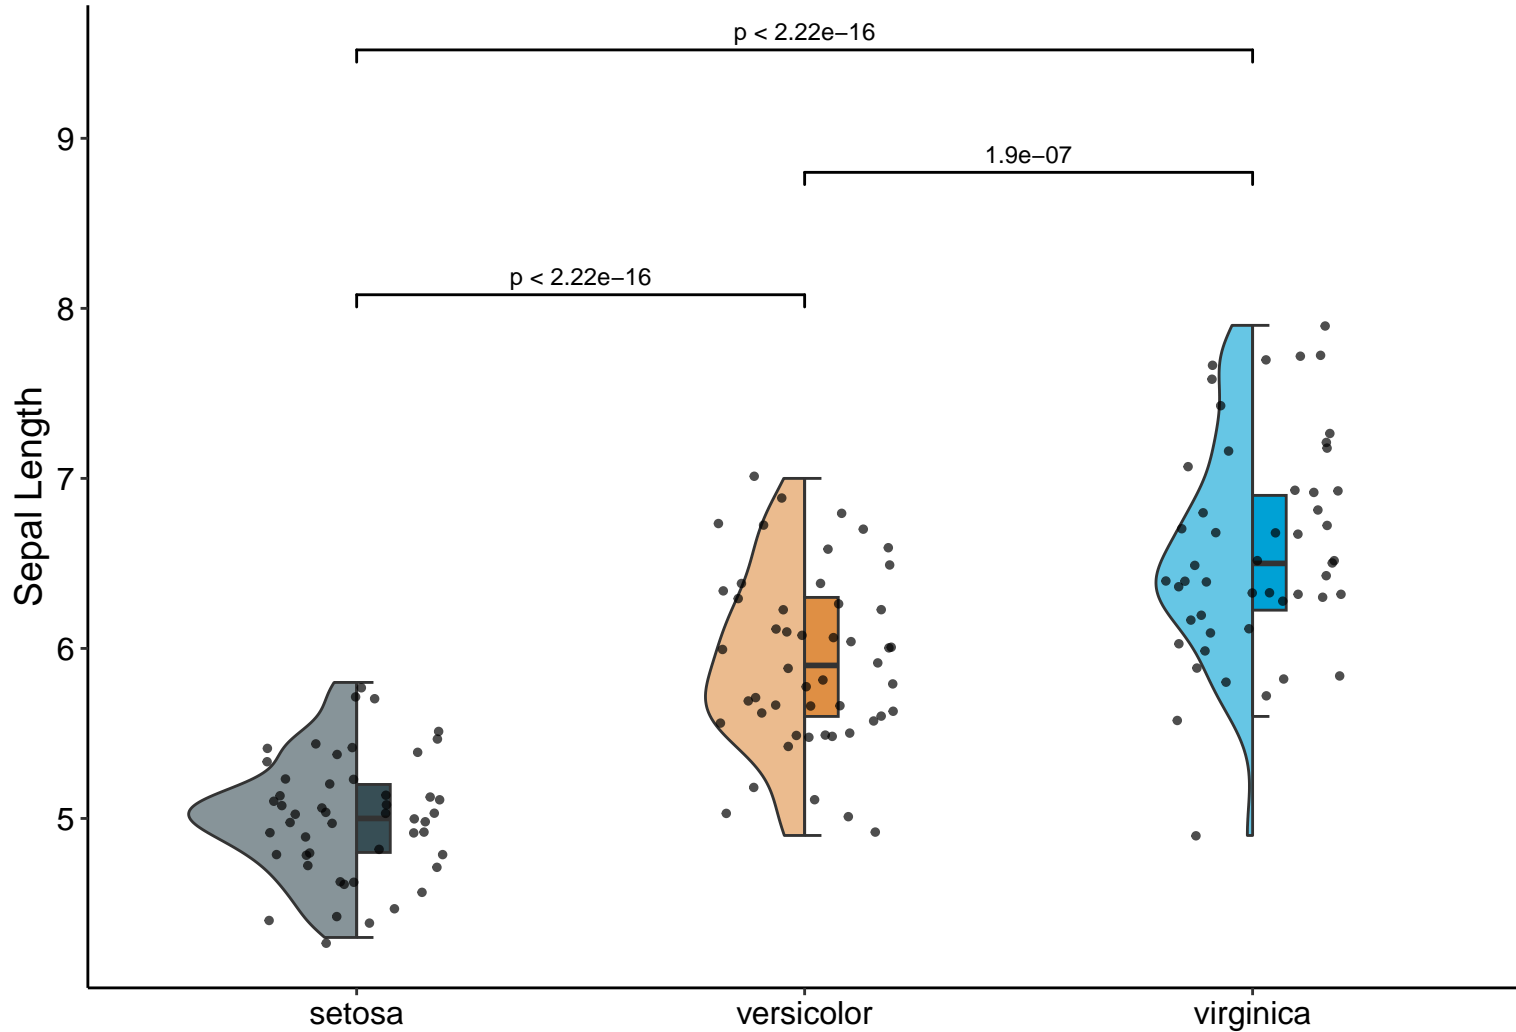 p < 2.22e−16
9
1.9e−07
p < 2.22e−16
8
7
Sepal Length
6
5
setosa
versicolor
virginica